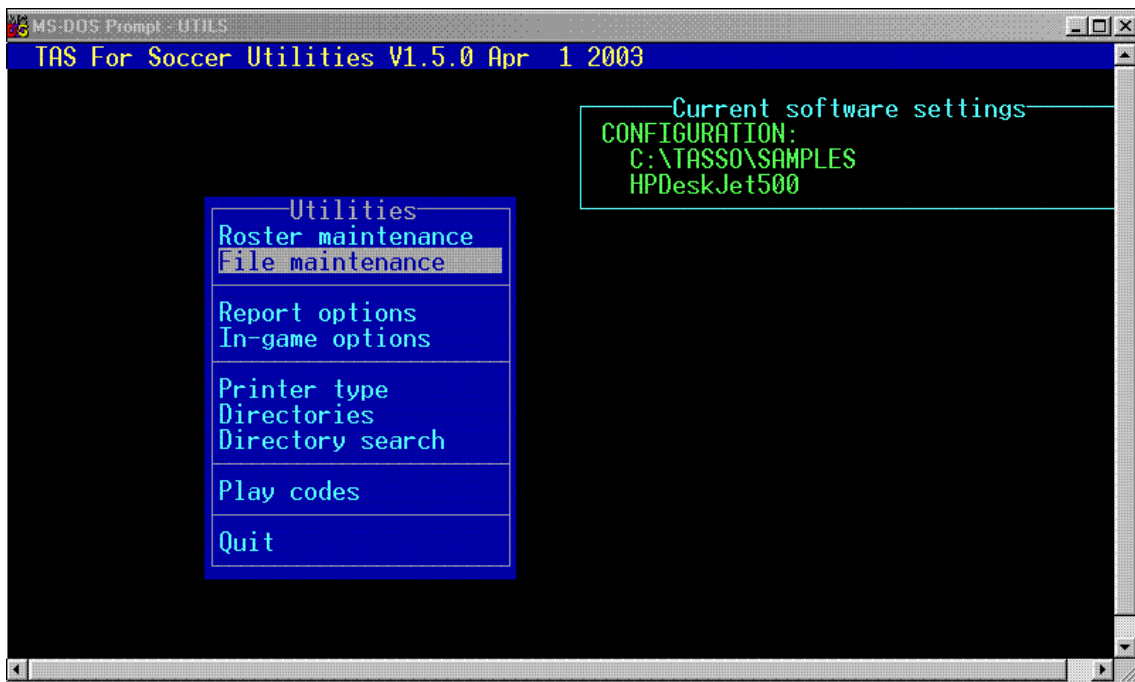 MS-DOS Prompt - UTILS
TAS For Soccer Utilities V1.5.0 Apr  1 2003
Current software settings
CONFIGURATION:
C:\TASSO\SAMPLES
HPDeskJet500
Utilities
Roster maintenance
File maintenance
Report options
In-game options
Printer type
Directories
Directory search
Play codes
Quit